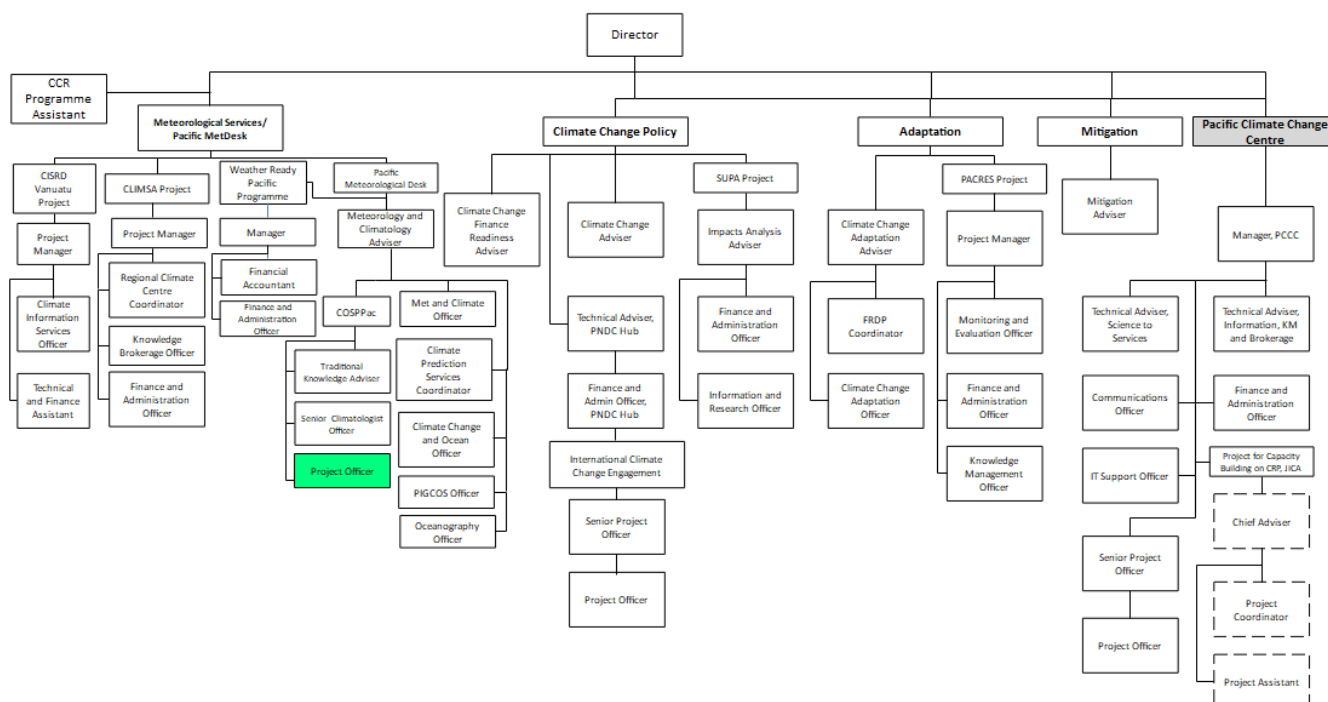 Director
CCR
Programme
Assistant
Meteorological Services/
Pacific MetDesk
Climate Change Policy
Adaptation
Mitigation
Pacific Climate Change
Centre
CISRD
Vanuatu
Project
CLIMSA Project
Weather Ready
Pacific
Programme
Pacific
Meteorological Desk
Project
Manager
Project Manager
Manager
Meteorology and
Climatology
Adviser
Climate
Information
Services
Officer
Technical
and Finance
Assistant
Regional Climate
Centre
Coordinator
Knowledge
Brokerage Officer
Finance and
Administration
Officer
Financial
Accountant
Finance and
Administration
Officer
COSPPac
Met and Climate
Officer
Traditional
Knowledge Adviser
Climate
Prediction
Services
Coordinator
Senior Climatologist
Officer
Climate Change
and Ocean
Officer
Project Officer
PIGCOS Officer
Oceanography
Officer
Climate Change
Finance
Readiness
Adviser
Climate Change
Adviser
SUPA Project
Impacts Analysis
Adviser
Technical Adviser,
PNDC Hub
Finance and
Administration
Officer
Finance and
Admin Officer,
PNDC Hub
Information and
Research Officer
International Climate
Change Engagement
Senior Project
Officer
Project Officer
Climate Change
Adaptation
Adviser
PACRES Project
Project Manager
FRDP
Coordinator
Monitoring and
Evaluation Officer
Climate Change
Adaptation
Officer
Finance and
Administration
Officer
Knowledge
Management
Officer
Mitigation
Adviser
Manager, PCCC
Technical Adviser,
Science to
Services
Technical Adviser,
Information, KM
and Brokerage
Communications
Officer
Finance and
Administration
Officer
IT Support Officer
Project for Capacity
Building on CRP, JICA
Chief Adviser
Senior Project
Officer
Project
Coordinator
Project Officer
Project Assistant